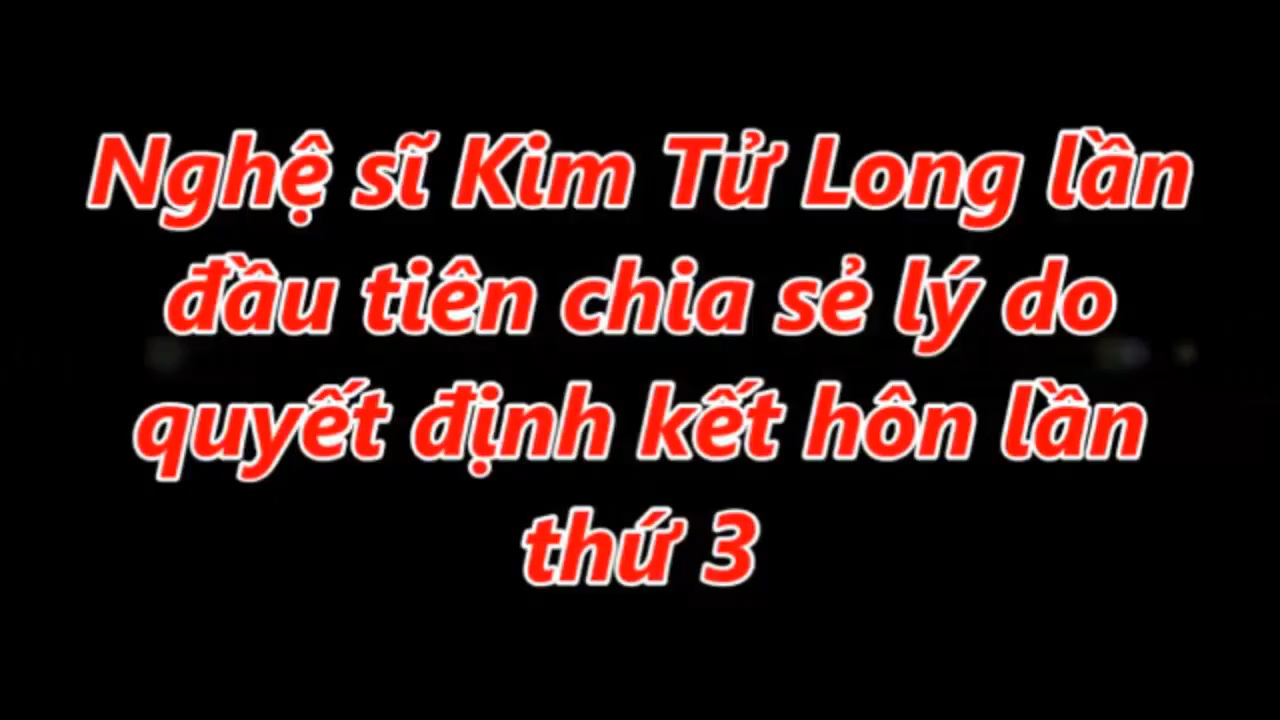 Nghệ sĩ Kim Tử Long lần
đầu tiên chia sẻ lý do
quyết định kết hôn lần
thứ 3